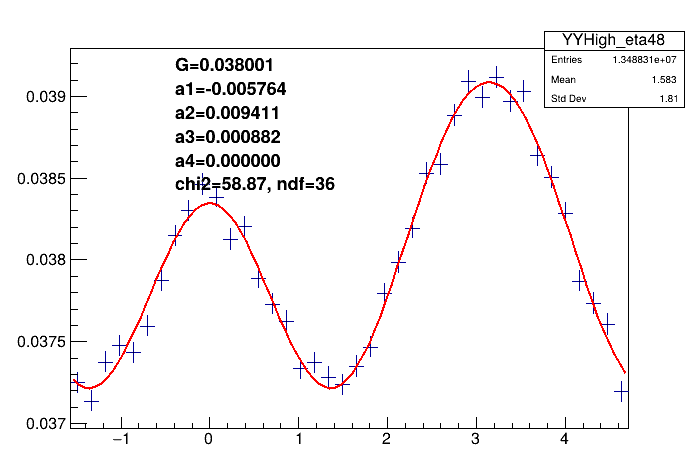 YYHigh_eta48
Entries 1.348831e+07
Mean 1.583
Std Dev 1.81
G=0.038001
a1=-0.005764
a2=0.009411
a3=0.000882
a4=0.000000
chi2=58.87, ndf=36
0.039
0.0385
0.038
0.0375
0.037
−1 0 1 2 3 4